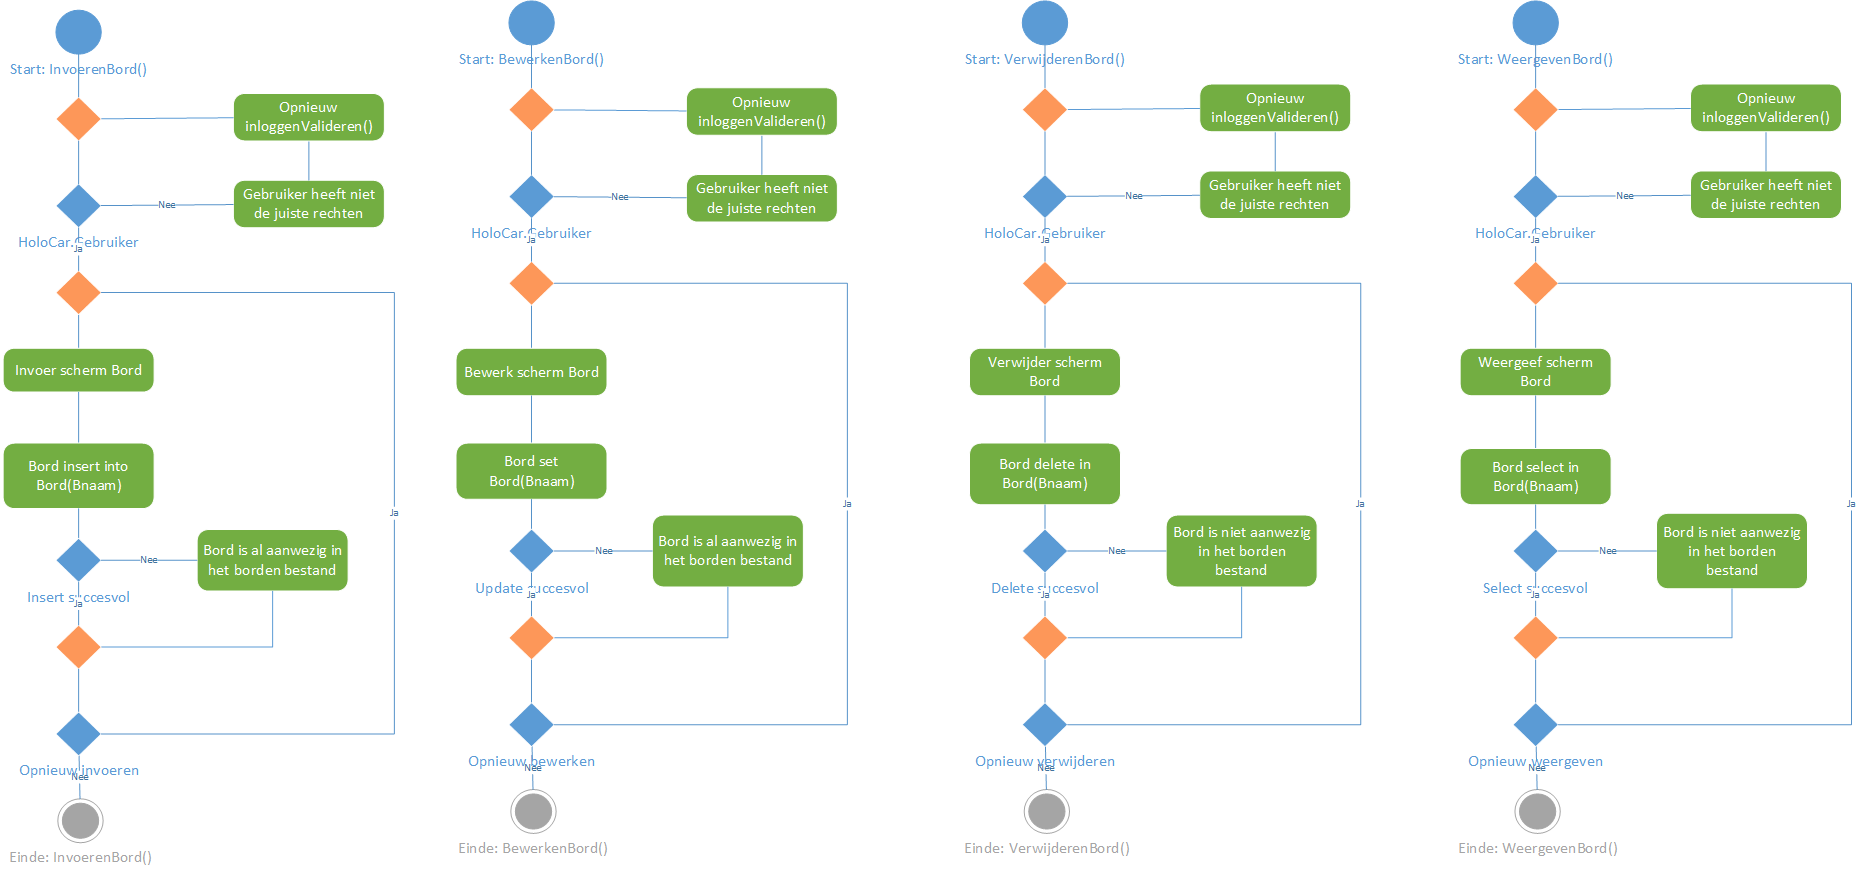 Start: InvoerenBord()
Opnieuw
inloggenValideren()
Nee
Gebruiker heeft niet
de juiste rechten
HoloCar.Gebruiker
Ja
Invoer scherm Bord
Bord insert into
Bord(Bnaam)
Ja
Nee
Bord is al aanwezig in
het borden bestand
Insert succesvol
Ja
Opnieuw invoeren
Nee
Einde: InvoerenBord()
Start: BewerkenBord()
Opnieuw
inloggenValideren()
Nee
Gebruiker heeft niet
de juiste rechten
HoloCar.Gebruiker
Ja
Bewerk scherm Bord
Bord set
Bord(Bnaam)
Ja
Nee
Bord is al aanwezig in
het borden bestand
Update succesvol
Ja
Opnieuw bewerken
Nee
Einde: BewerkenBord()
Start: VerwijderenBord()
Opnieuw
inloggenValideren()
Nee
Gebruiker heeft niet
de juiste rechten
HoloCar.Gebruiker
Ja
Verwijder scherm
Bord
Bord delete in
Bord(Bnaam)
Ja
Nee
Bord is niet aanwezig
in het borden
bestand
Delete succesvol
Ja
Opnieuw verwijderen
Nee
Einde: VerwijderenBord()
Start: WeergevenBord()
Opnieuw
inloggenValideren()
Nee
Gebruiker heeft niet
de juiste rechten
HoloCar.Gebruiker
Ja
Weergeef scherm
Bord
Bord select in
Bord(Bnaam)
Ja
Nee
Bord is niet aanwezig
in het borden
bestand
Select succesvol
Ja
Opnieuw weergeven
Nee
Einde: WeergevenBord()